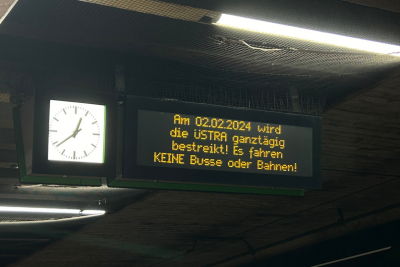 Am 02.02.2024 wird
die ÜSTRA ganztägig
bestreikt! Es fahren
KEINE Busse oder Bahnen!